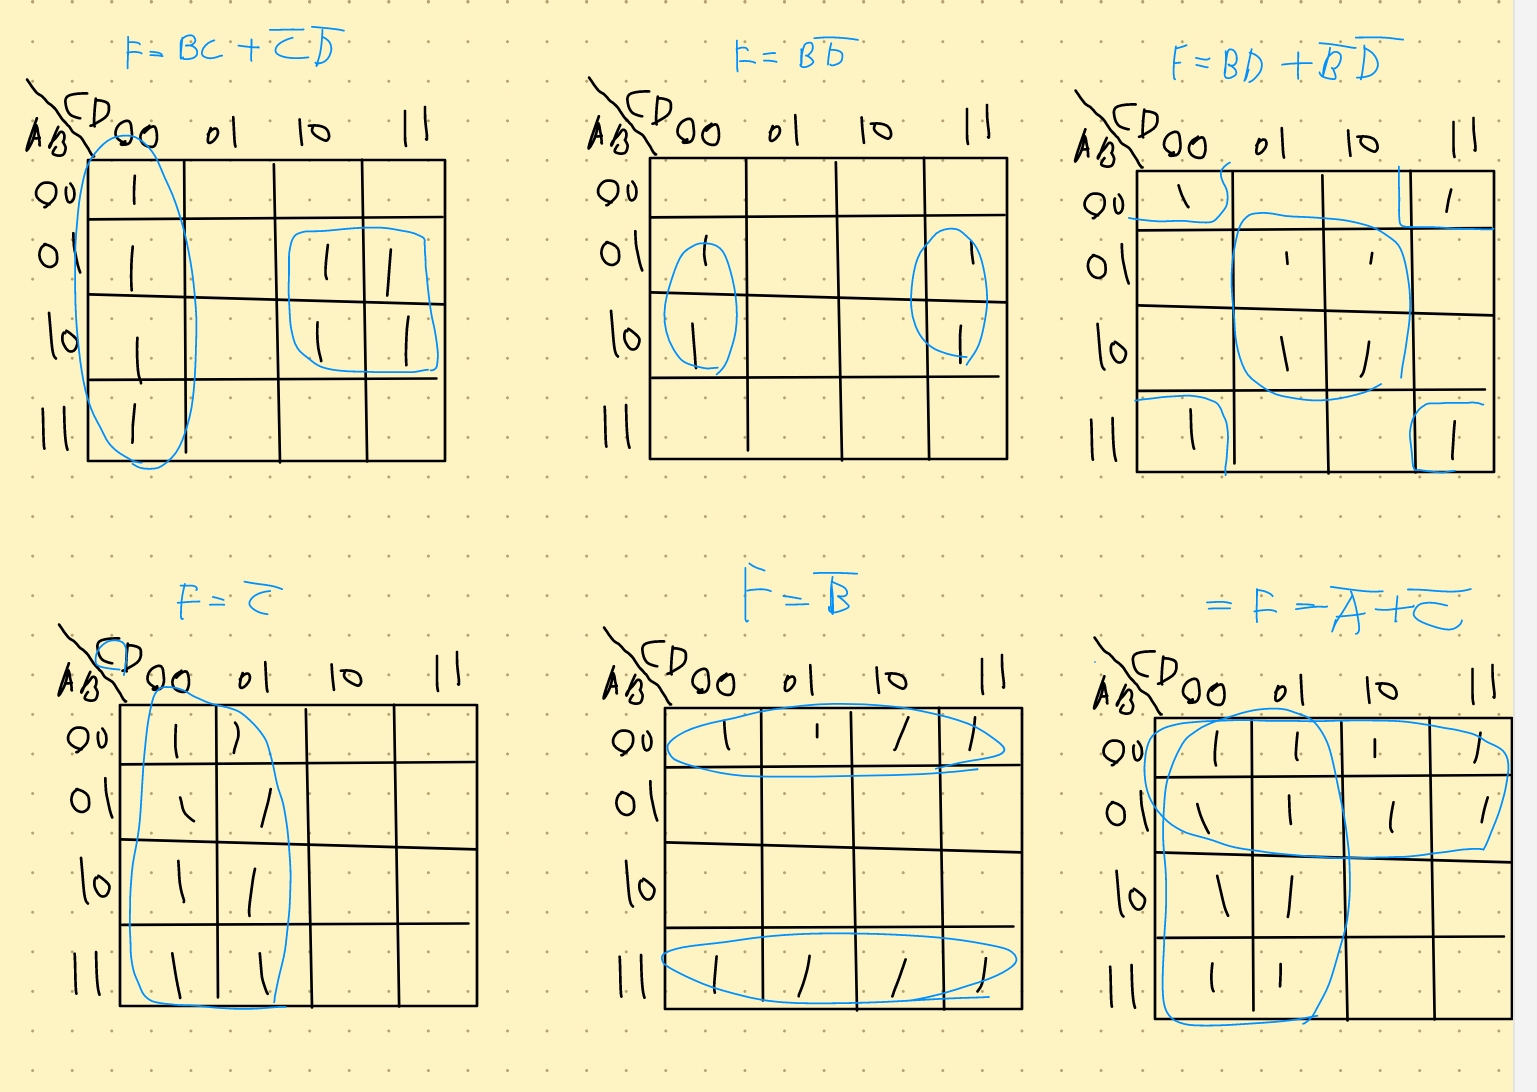 F = BC + C̅ D̅
CD
AB 00 01 10 11
00 1
01 1 1 1
10 1 1 1
11 1
F = B D̅
CD
AB 00 01 10 11
00
01 1 1
10 1 1
11
F = BD + B̅ D̅
CD
AB 00 01 10 11
00 1 1
01 1 1
10 1 1
11 1 1
F = C̅
CD
AB 00 01 10 11
00 1 1
01 1 1
10 1 1
11 1 1
F = B̅
CD
AB 00 01 10 11
00 1 1 1 1
01
10
11 1 1 1 1
= F = A̅ + C̅
CD
AB 00 01 10 11
00 1 1 1 1
01 1 1 1 1
10 1 1
11 1 1